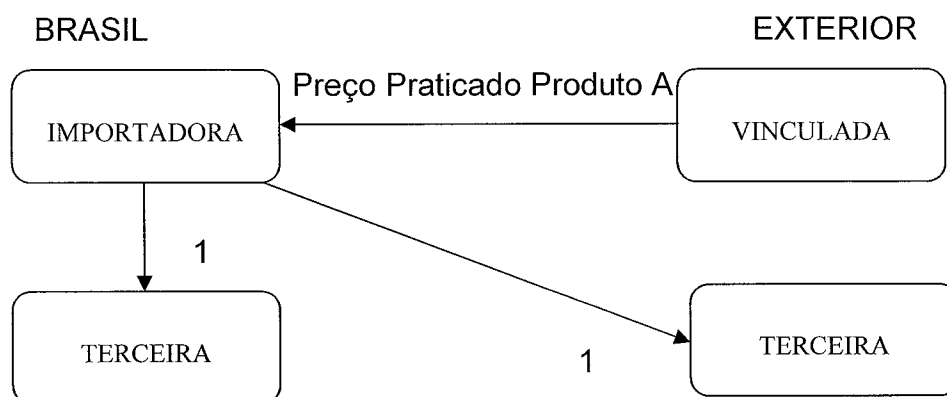 BRASIL
EXTERIOR
Preço Praticado Produto A
IMPORTADORA
VINCULADA
1
TERCEIRA
1
TERCEIRA